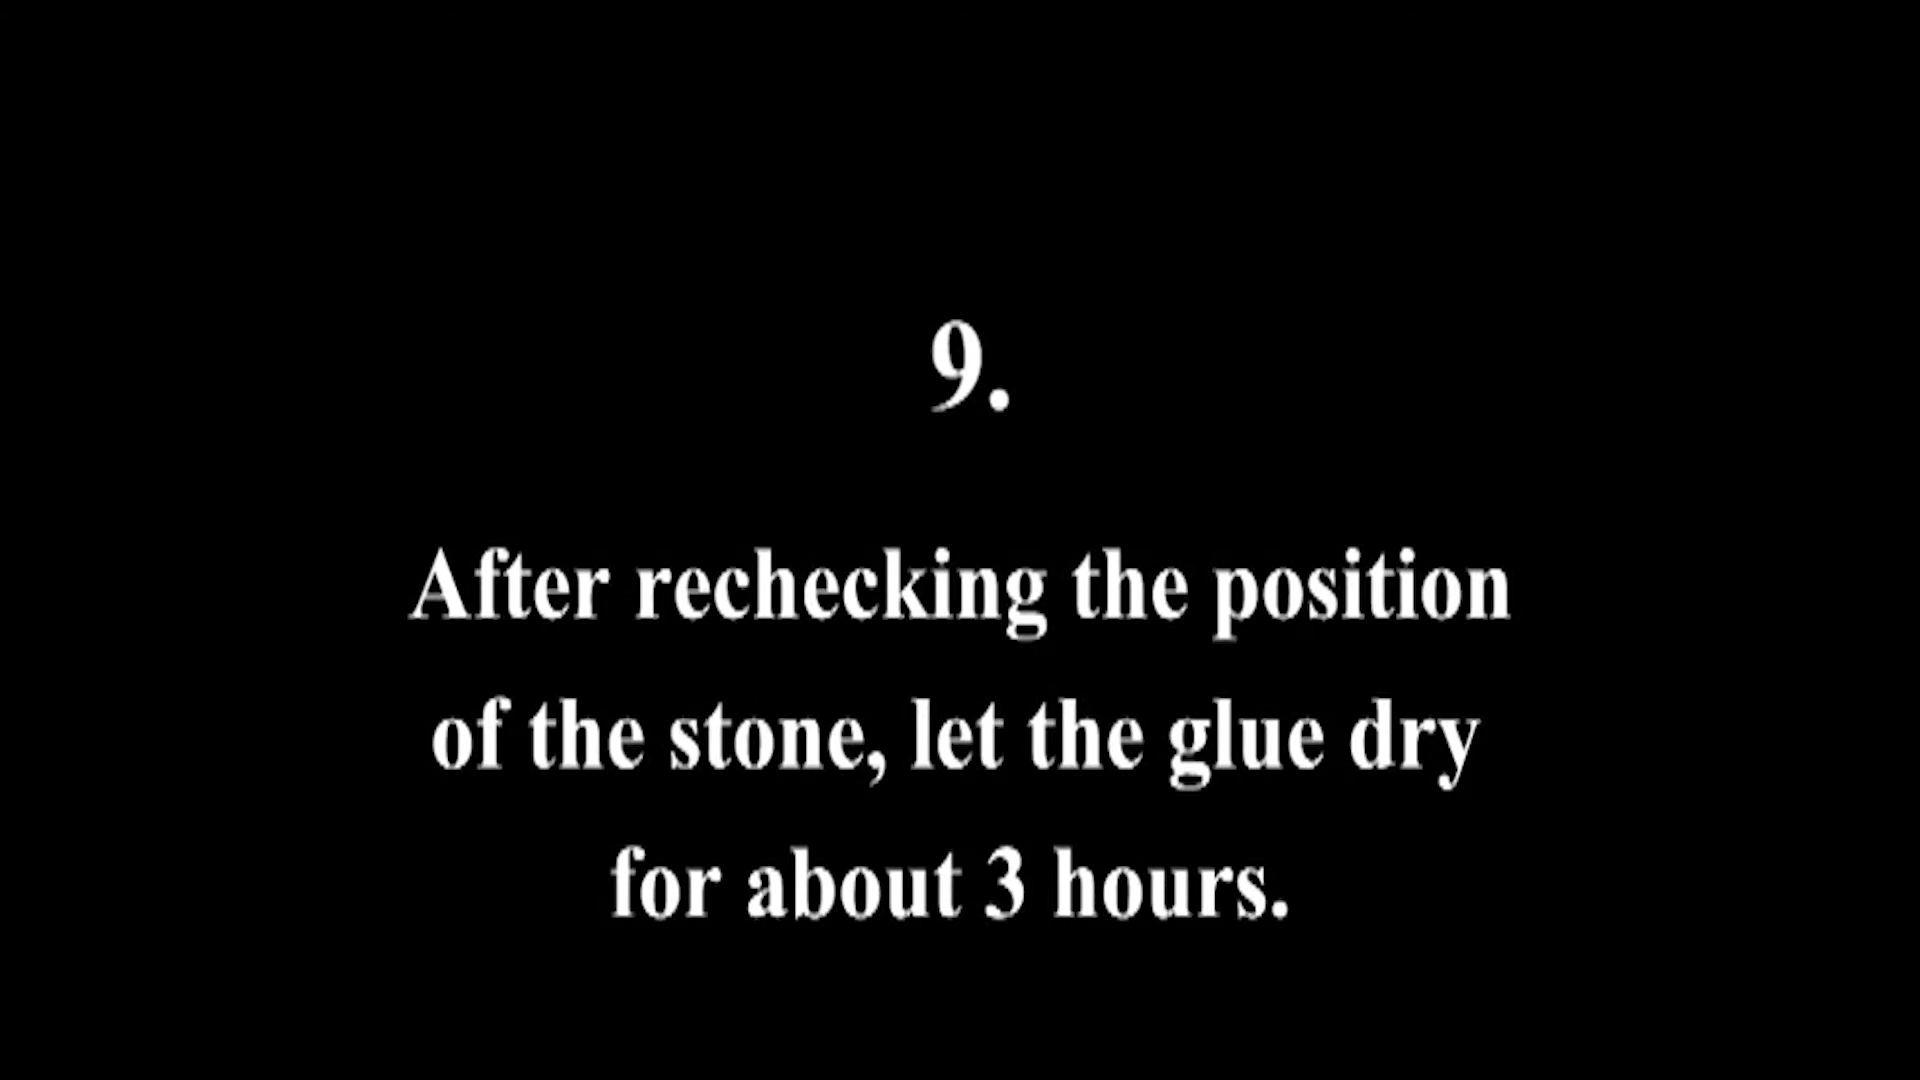 9.
After rechecking the position
of the stone, let the glue dry
for about 3 hours.